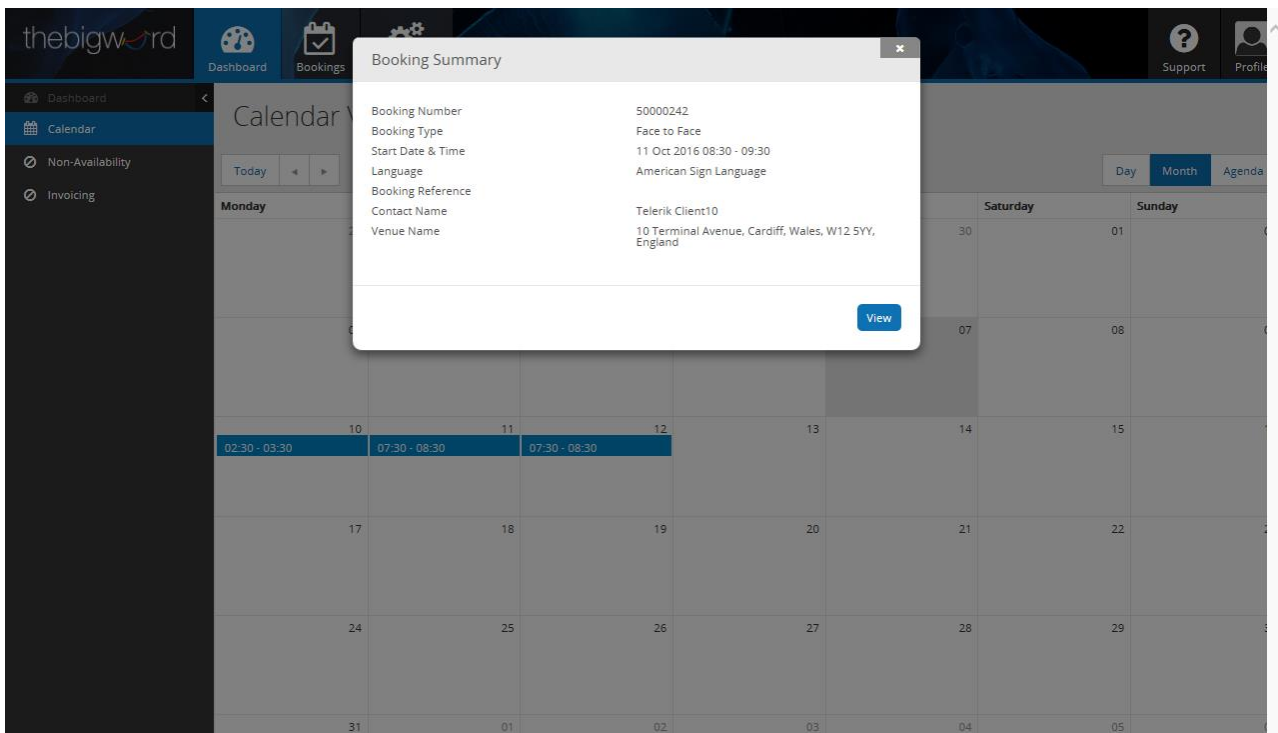 thebigword
Dashboard
Bookings
Support
Profile
Dashboard
Calendar
Non-Availability
Invoicing
Calendar
Booking Summary
Booking Number 50000242
Booking Type Face to Face
Start Date & Time 11 Oct 2016 08:30 - 09:30
Language American Sign Language
Booking Reference
Contact Name Telerik Client10
Venue Name 10 Terminal Avenue, Cardiff, Wales, W12 5YY,
England
View
Today
Day Month Agenda
Monday Saturday Sunday
30 01
07 08
10 11 12 13 14 15
02:30 - 03:30 07:30 - 08:30 07:30 - 08:30
17 18 19 20 21 22
24 25 26 27 28 29
31 01 02 03 04 05